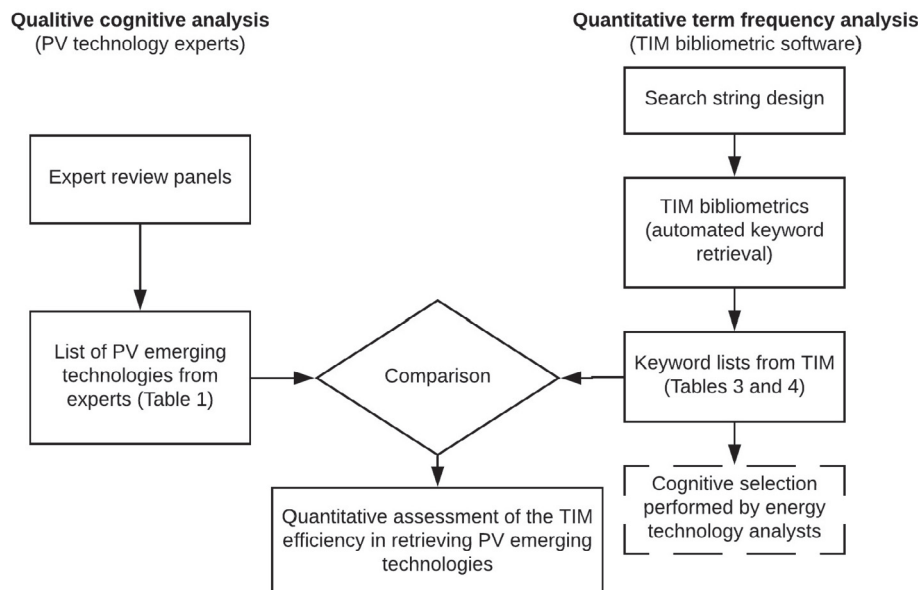 Qualitive cognitive analysis
(PV technology experts)
Expert review panels
List of PV emerging
technologies from
experts (Table 1)
Comparison
Quantitative assessment of the TIM
efficiency in retrieving PV emerging
technologies
Quantitative term frequency analysis
(TIM bibliometric software)
Search string design
TIM bibliometrics
(automated keyword
retrieval)
Keyword lists from TIM
(Tables 3 and 4)
Cognitive selection
performed by energy
technology analysts